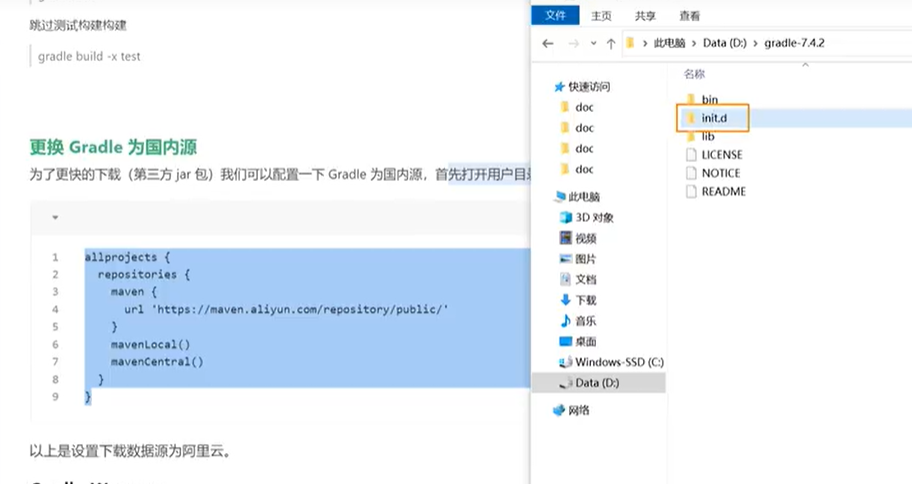 跳过测试构建构建
gradle build -x test
更换 Gradle 为国内源
为了更快的下载（第三方 jar 包）我们可以配置一下 Gradle 为国内源，首先打开用户目
1 allprojects {
2 repositories {
3 maven {
4 url 'https://maven.aliyun.com/repository/public/'
5 }
6 mavenLocal()
7 mavenCentral()
8 }
9 }
以上是设置下载数据源为阿里云。
文件 主页 共享 查看
此电脑 > Data (D:) > gradle-7.4.2
快速访问
doc
doc
doc
doc
此电脑
3D 对象
视频
图片
文档
下载
音乐
桌面
Windows-SSD (C:)
Data (D:)
网络
名称
bin
init.d
lib
LICENSE
NOTICE
README